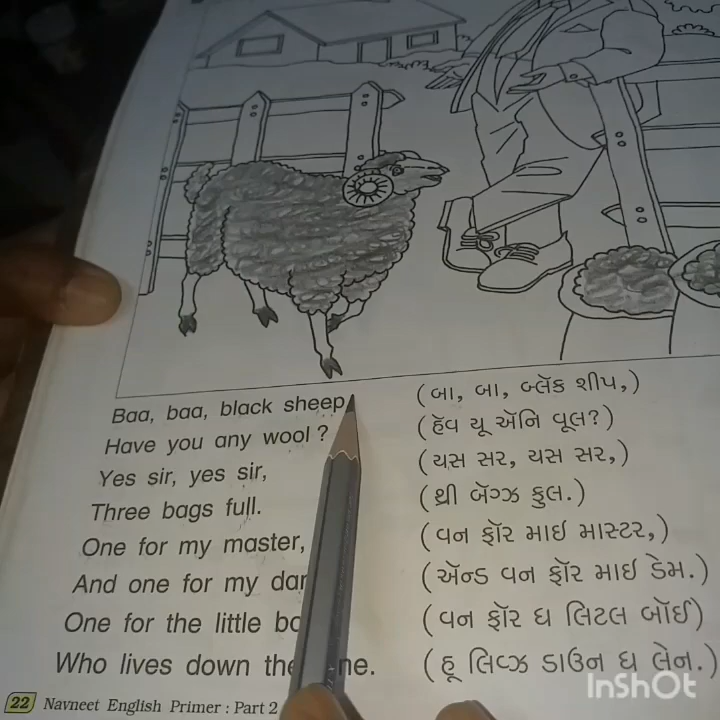 Baa, baa, black sheep (બા, બા, બ્લૅક શીપ,)
Have you any wool? (હૅવ યૂ ઍનિ વૂલ?)
Yes sir, yes sir, (યસ સર, યસ સર,)
Three bags full. (થ્રી બૅગ્ઝ ફુલ.)
One for my master, (વન ફૉર માઇ માસ્ટર,)
And one for my (ઍન્ડ વન ફૉર માઇ ડેમ.)
One for the little (વન ફૉર ધ લિટલ બૉઈ)
Who lives down (હૂ લિવ્ઝ ડાઉન ધ લેન.)
22 Navneet English Primer : Part 2
InShOt